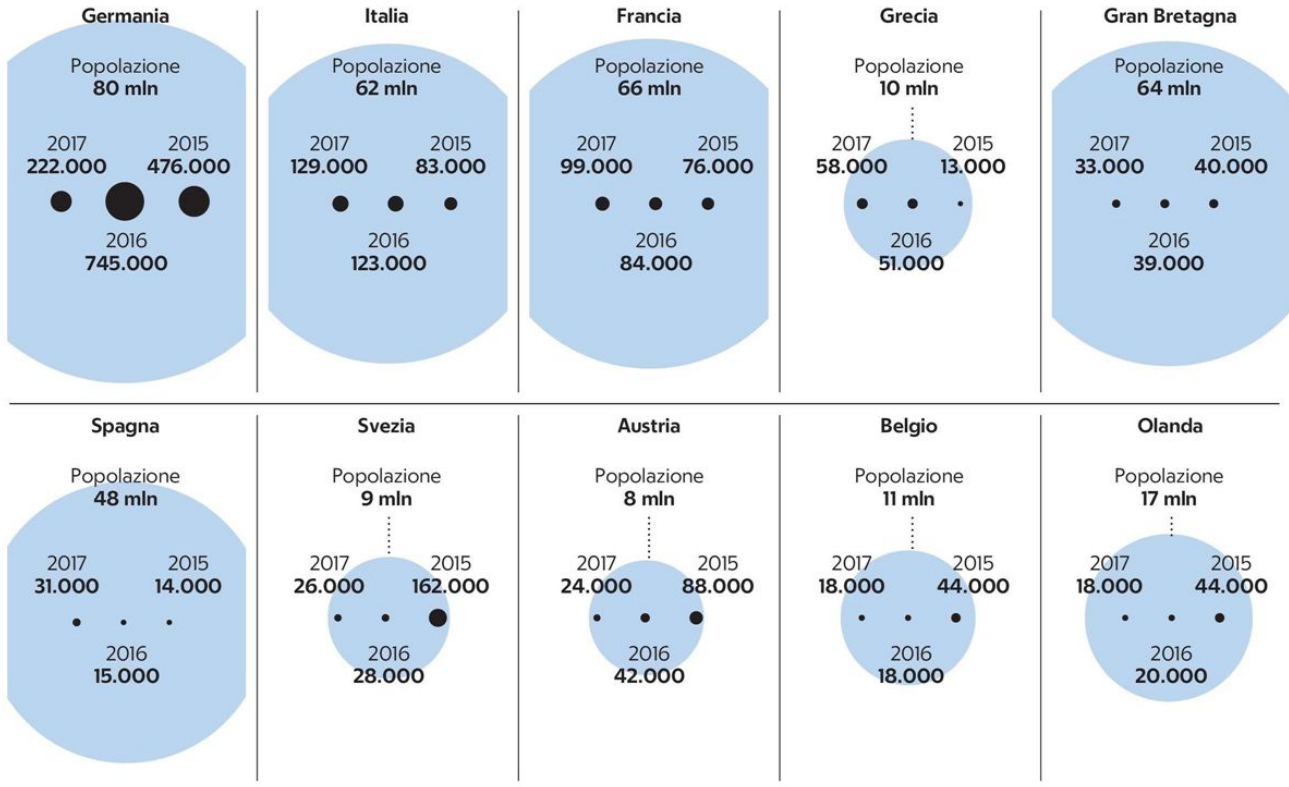 Germania
Popolazione
80 mln
2017
222.000
2015
476.000
2016
745.000
Italia
Popolazione
62 mln
2017
129.000
2015
83.000
2016
123.000
Francia
Popolazione
66 mln
2017
99.000
2015
76.000
2016
84.000
Grecia
Popolazione
10 mln
2017
58.000
2015
13.000
2016
51.000
Gran Bretagna
Popolazione
64 mln
2017
33.000
2015
40.000
2016
39.000
Spagna
Popolazione
48 mln
2017
31.000
2015
14.000
2016
15.000
Svezia
Popolazione
9 mln
2017
26.000
2015
162.000
2016
28.000
Austria
Popolazione
8 mln
2017
24.000
2015
88.000
2016
42.000
Belgio
Popolazione
11 mln
2017
18.000
2015
44.000
2016
18.000
Olanda
Popolazione
17 mln
2017
18.000
2015
44.000
2016
20.000